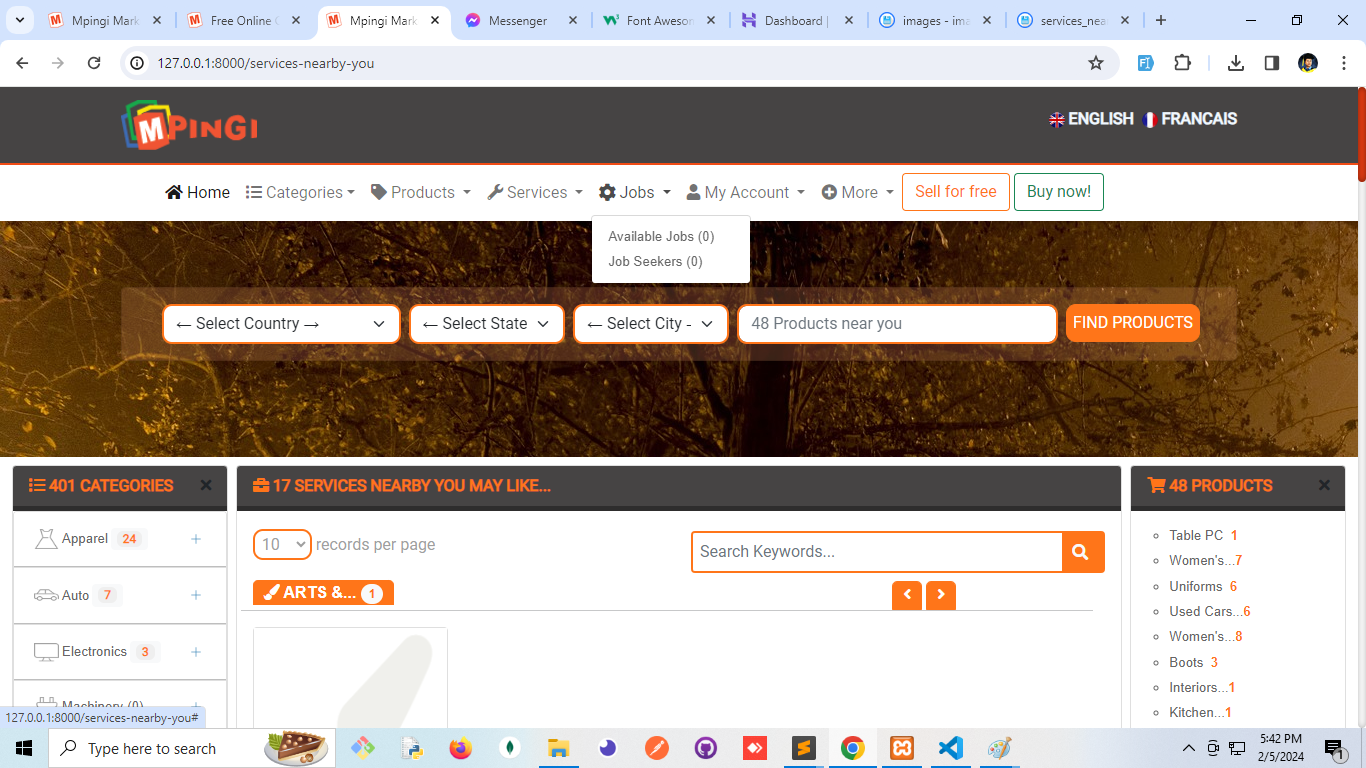 Mpingi Mark
Free Online C
Mpingi Mark
Messenger
Font Aweson
Dashboard |
images - ima
services_nea
127.0.0.1:8000/services-nearby-you
MPiNGi
ENGLISH FRANCAIS
Home Categories Products Services Jobs My Account More Sell for free Buy now!
Available Jobs (0)
Job Seekers (0)
← Select Country →
← Select State
← Select City -
48 Products near you
FIND PRODUCTS
401 CATEGORIES
Apparel 24
Auto 7
Electronics 3
Machinery (0)
17 SERVICES NEARBY YOU MAY LIKE...
10 records per page
Search Keywords...
ARTS &... 1
48 PRODUCTS
Table PC 1
Women's...7
Uniforms 6
Used Cars...6
Women's...8
Boots 3
Interiors...1
Kitchen...1
127.0.0.1:8000/services-nearby-you#
Type here to search
5:42 PM
2/5/2024
1